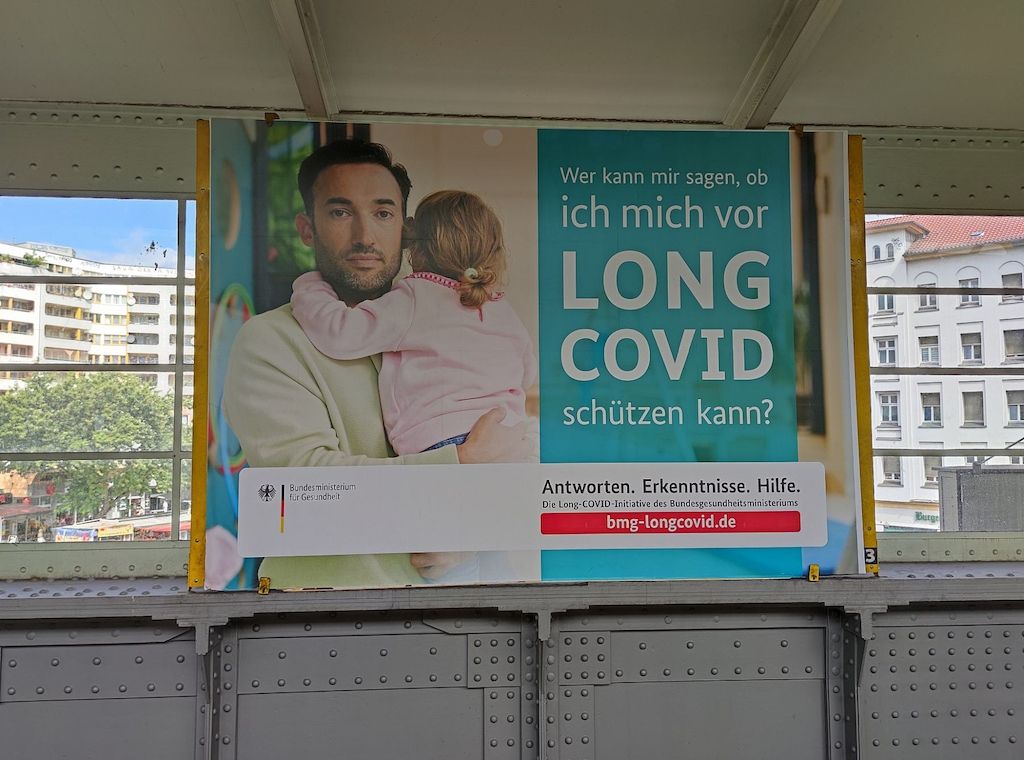 Wer kann mir sagen, ob
ich mich vor
LONG
COVID
schützen kann?
Bundesministerium
für Gesundheit
Antworten. Erkenntnisse. Hilfe.
Die Long-COVID-Initiative des Bundesgesundheitsministeriums
bmg-longcovid.de
3